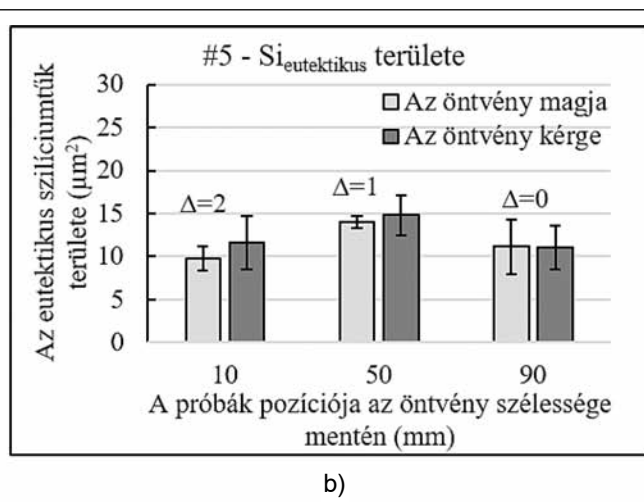 #5 - Si_eutektikus területe
Az eutektikus szilíciumtűk
területe (μm²)
30
25
20
15
10
5
0
Az öntvény magja
Az öntvény kérge
Δ=2
Δ=1
Δ=0
10 50 90
A próbák pozíciója az öntvény szélessége
mentén (mm)
b)